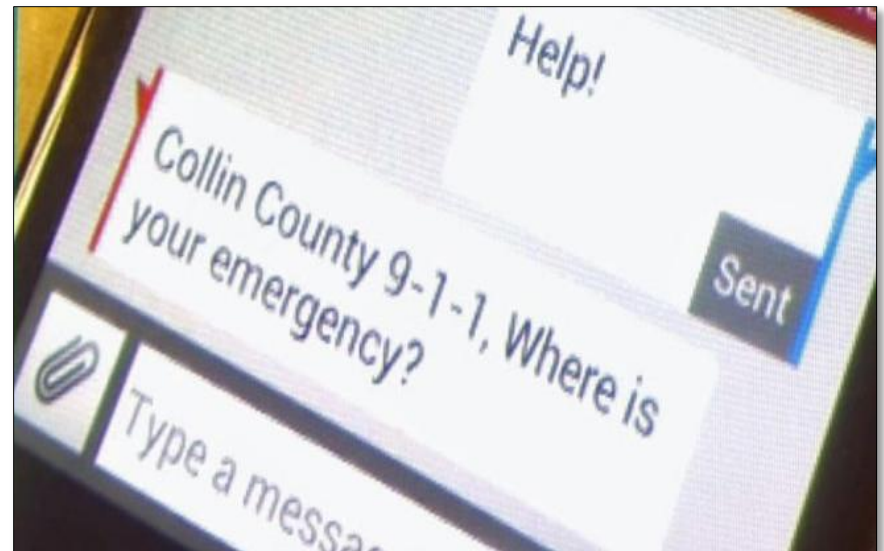 Help!
Sent
Collin County 9-1-1, Where is
your emergency?
Type a messa